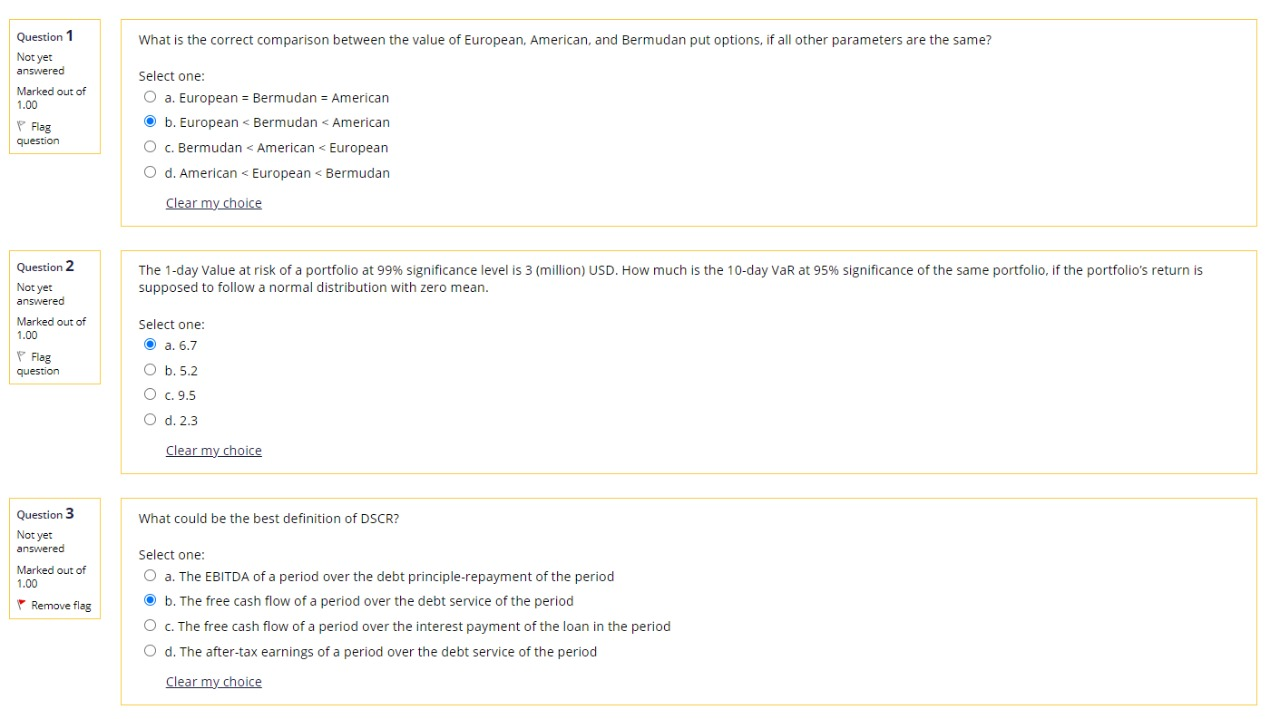 Question 1
Not yet
answered
Marked out of
1.00
Flag
question
What is the correct comparison between the value of European, American, and Bermudan put options, if all other parameters are the same?
Select one:
a. European = Bermudan = American
b. European < Bermudan < American
c. Bermudan < American < European
d. American < European < Bermudan
Clear my choice
Question 2
Not yet
answered
Marked out of
1.00
Flag
question
The 1-day Value at risk of a portfolio at 99% significance level is 3 (million) USD. How much is the 10-day VaR at 95% significance of the same portfolio, if the portfolio's return is
supposed to follow a normal distribution with zero mean.
Select one:
a. 6.7
b. 5.2
c. 9.5
d. 2.3
Clear my choice
Question 3
Not yet
answered
Marked out of
1.00
Remove flag
What could be the best definition of DSCR?
Select one:
a. The EBITDA of a period over the debt principle-repayment of the period
b. The free cash flow of a period over the debt service of the period
c. The free cash flow of a period over the interest payment of the loan in the period
d. The after-tax earnings of a period over the debt service of the period
Clear my choice